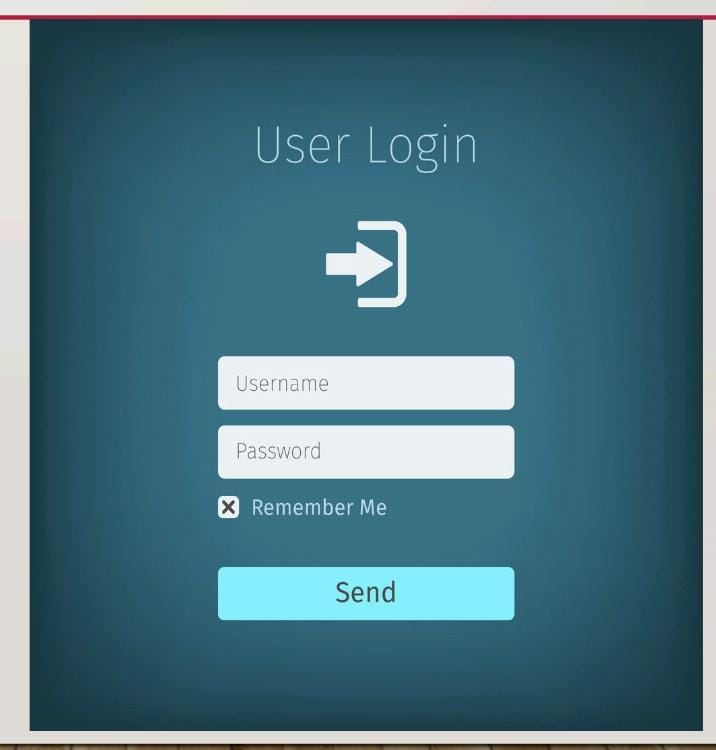 User Login
Username
Password
Remember Me
Send